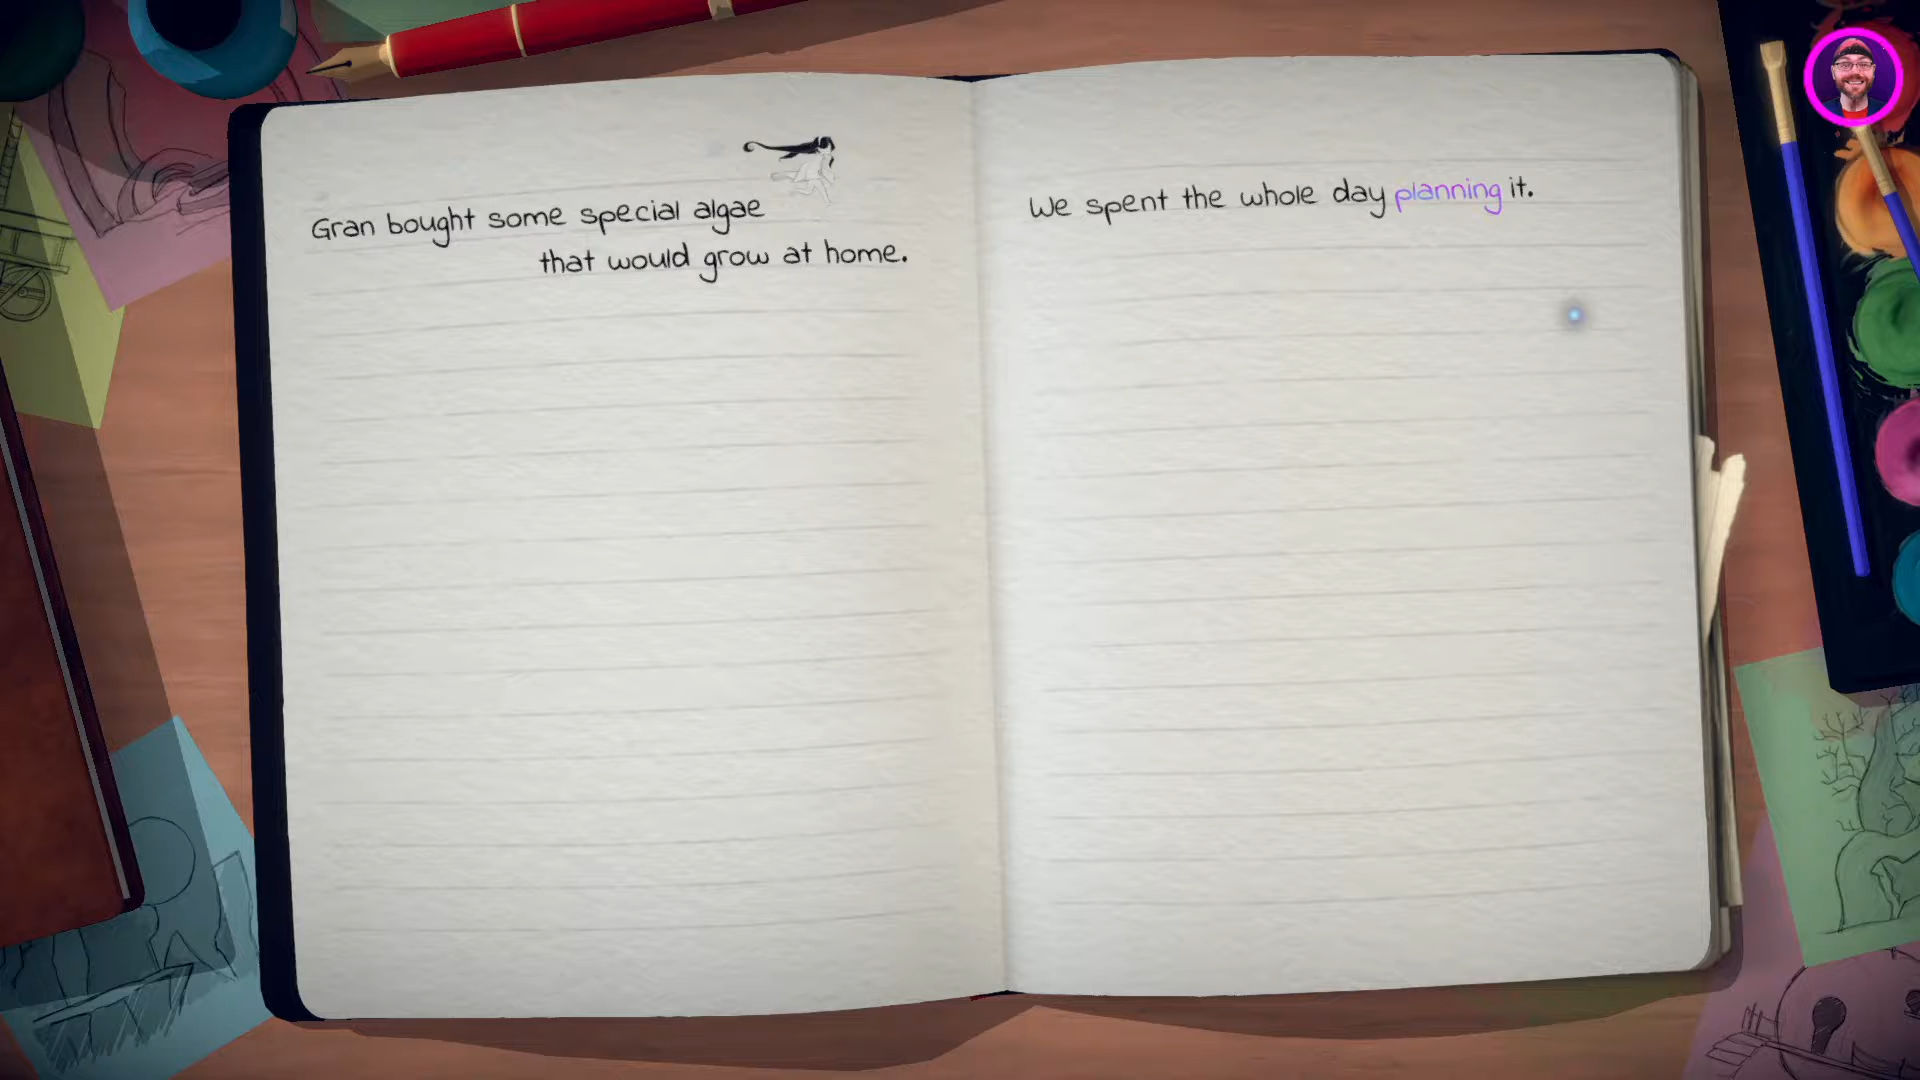 Gran bought some special algae
that would grow at home.
We spent the whole day planning it.